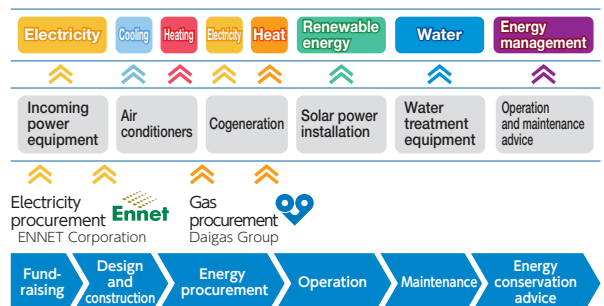 Electricity
Cooling
Heating
Electricity
Heat
Renewable
energy
Water
Energy
management
Incoming
power
equipment
Air
conditioners
Cogeneration
Solar power
installation
Water
treatment
equipment
Operation
and maintenance
advice
Electricity
procurement
Ennet
ENNET Corporation
Gas
procurement
Daigas Group
Fund-
raising
Design
and
construction
Energy
procurement
Operation
Maintenance
Energy
conservation
advice